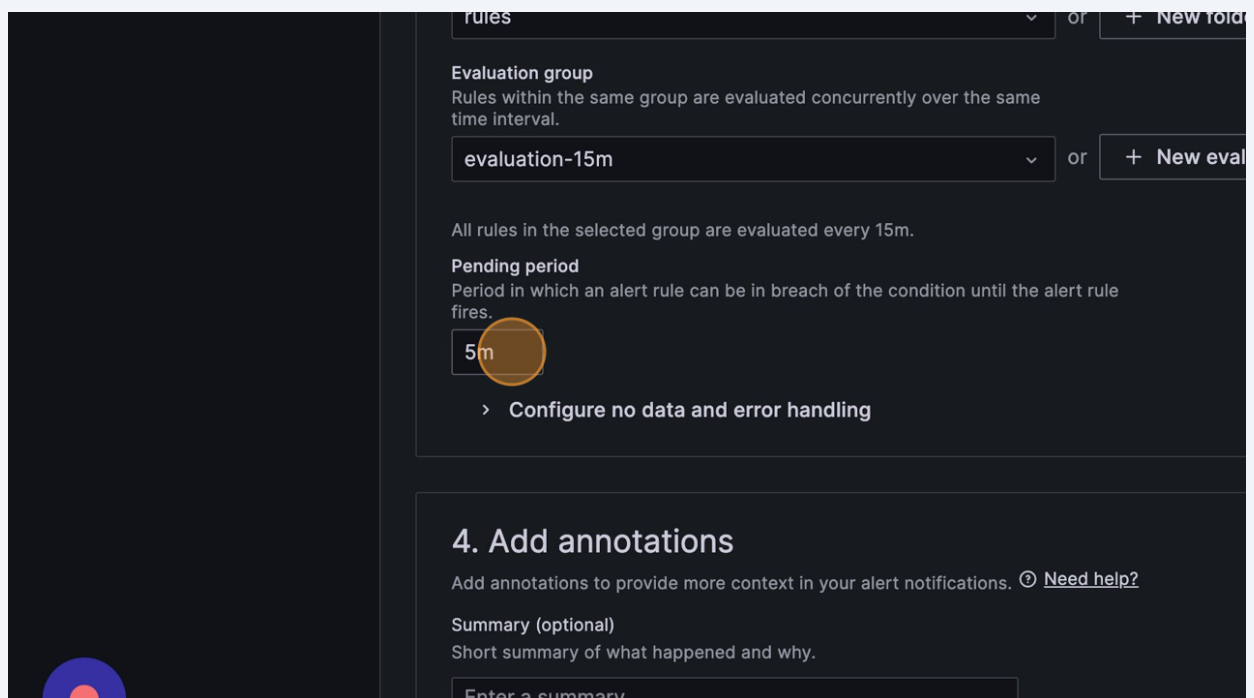 rules
or
+ New folde
Evaluation group
Rules within the same group are evaluated concurrently over the same
time interval.
evaluation-15m
or
+ New eval
All rules in the selected group are evaluated every 15m.
Pending period
Period in which an alert rule can be in breach of the condition until the alert rule
fires.
5m
Configure no data and error handling
4. Add annotations
Add annotations to provide more context in your alert notifications. Need help?
Summary (optional)
Short summary of what happened and why.
Enter a summary